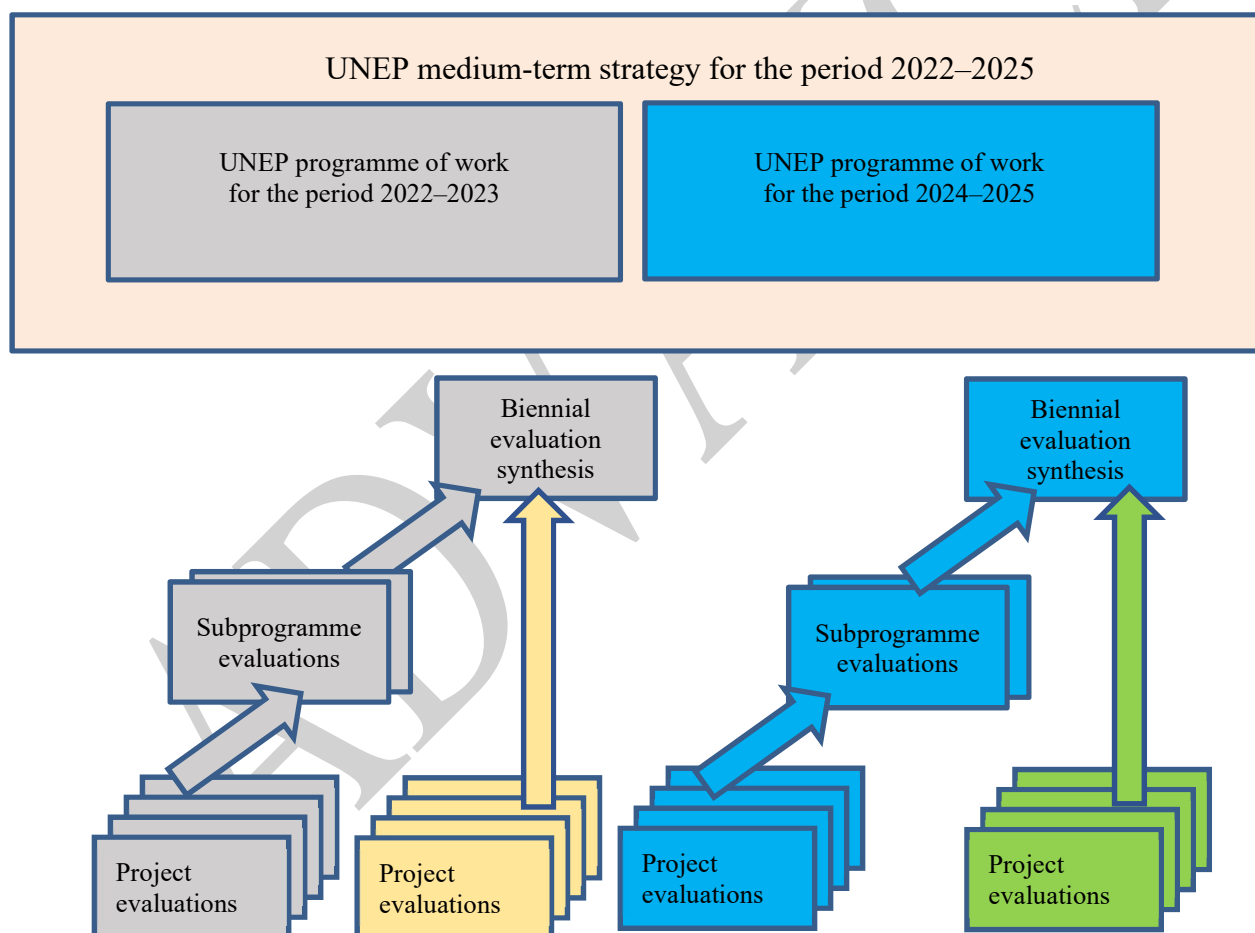 UNEP medium-term strategy for the period 2022–2025
UNEP programme of work
for the period 2022–2023
UNEP programme of work
for the period 2024–2025
Biennial
evaluation
synthesis
Biennial
evaluation
synthesis
Subprogramme
evaluations
Subprogramme
evaluations
Project
evaluations
Project
evaluations
Project
evaluations
Project
evaluations